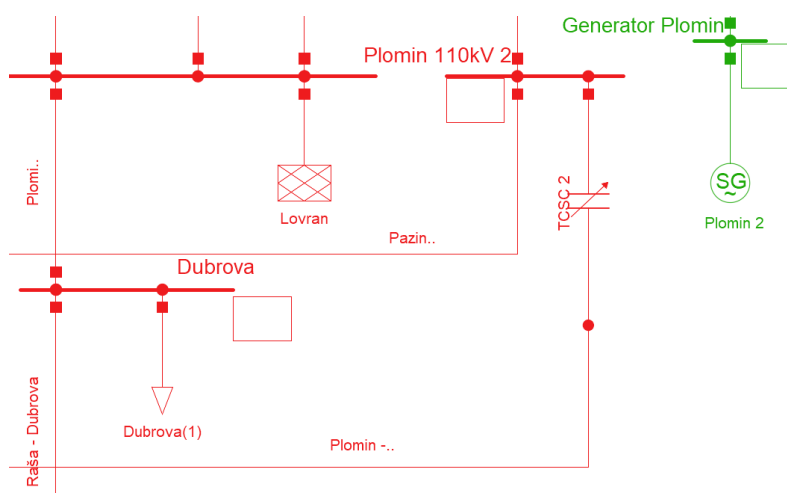 Generator Plomin
Plomin 110kV 2
SG
~
Plomi..
TCSC 2
Lovran
Plomin 2
Pazin..
Dubrova
Raša - Dubrova
Dubrova(1)
Plomin -..